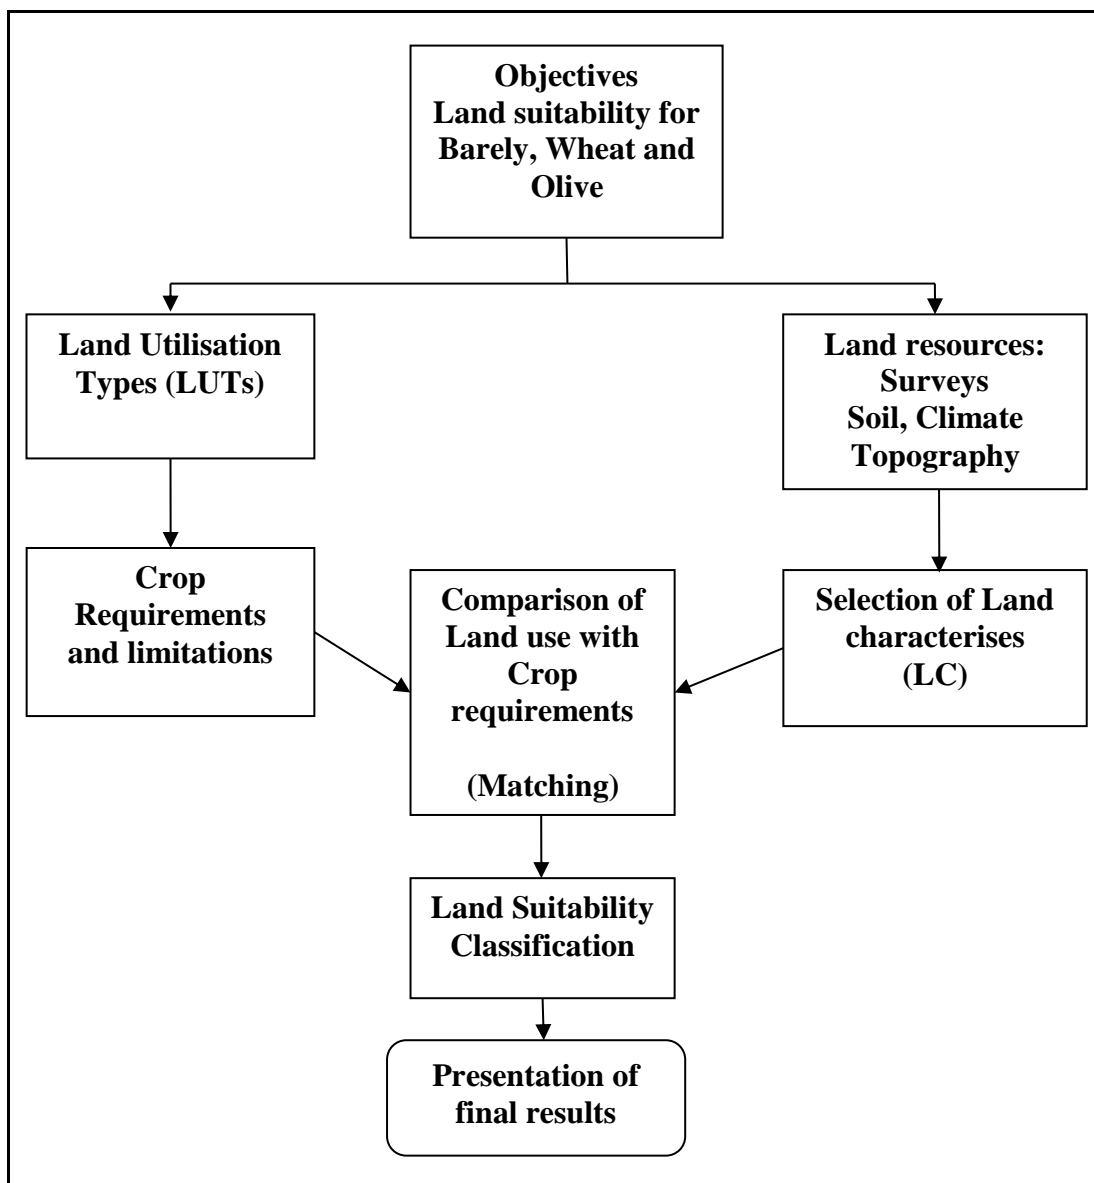 Objectives
Land suitability for
Barely, Wheat and
Olive
Land Utilisation
Types (LUTs)
Land resources:
Surveys
Soil, Climate
Topography
Crop
Requirements
and limitations
Comparison of
Land use with
Crop
requirements
(Matching)
Selection of Land
characterises
(LC)
Land Suitability
Classification
Presentation of
final results